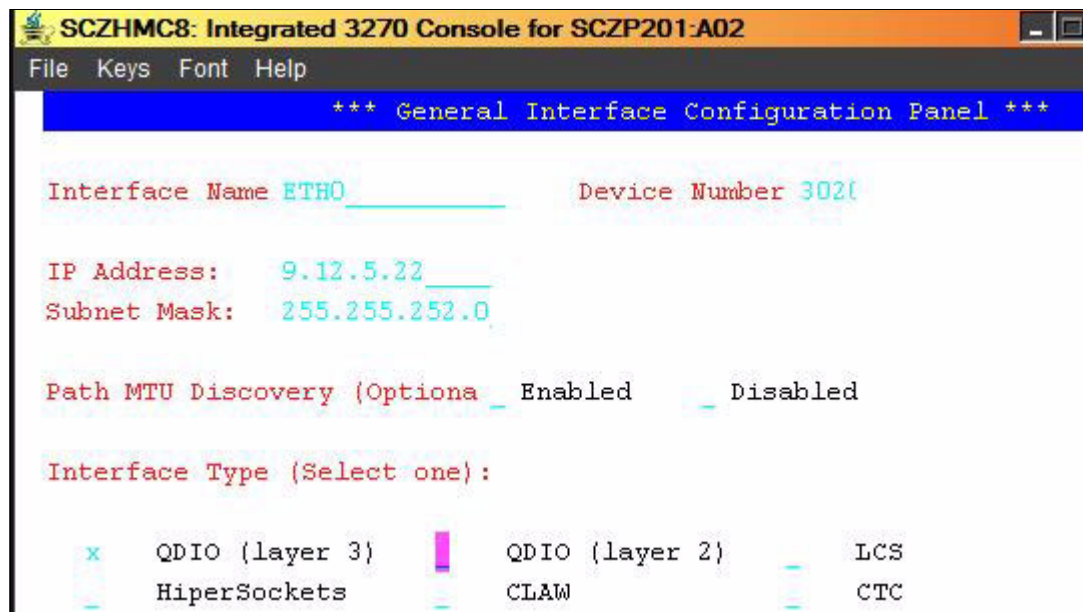 SCZHMC8: Integrated 3270 Console for SCZP201:A02
File Keys Font Help
*** General Interface Configuration Panel ***
Interface Name ETH0 Device Number
IP Address: 9.12.5.22
Subnet Mask: 255.255.252.0
Path MTU Discovery (Optiona _ Enabled _ Disabled
Interface Type (Select one):
x QDIO (layer 3) _ QDIO (layer 2) _ LCS
_ HiperSockets _ CLAW _ CTC